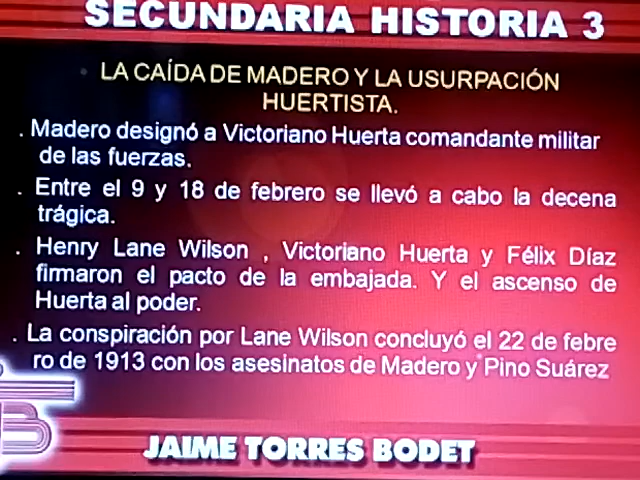 SECUNDARIA HISTORIA 3
LA CAÍDA DE MADERO Y LA USURPACIÓN
HUERTISTA.
. Madero designó a Victoriano Huerta comandante militar
de las fuerzas.
. Entre el 9 y 18 de febrero se llevó a cabo la decena
trágica.
. Henry Lane Wilson , Victoriano Huerta y Félix Díaz
firmaron el pacto de la embajada. Y el ascenso de
Huerta al poder.
. La conspiración por Lane Wilson concluyó el 22 de febre
ro de 1913 con los asesinatos de Madero y Pino Suárez
JAIME TORRES BODET